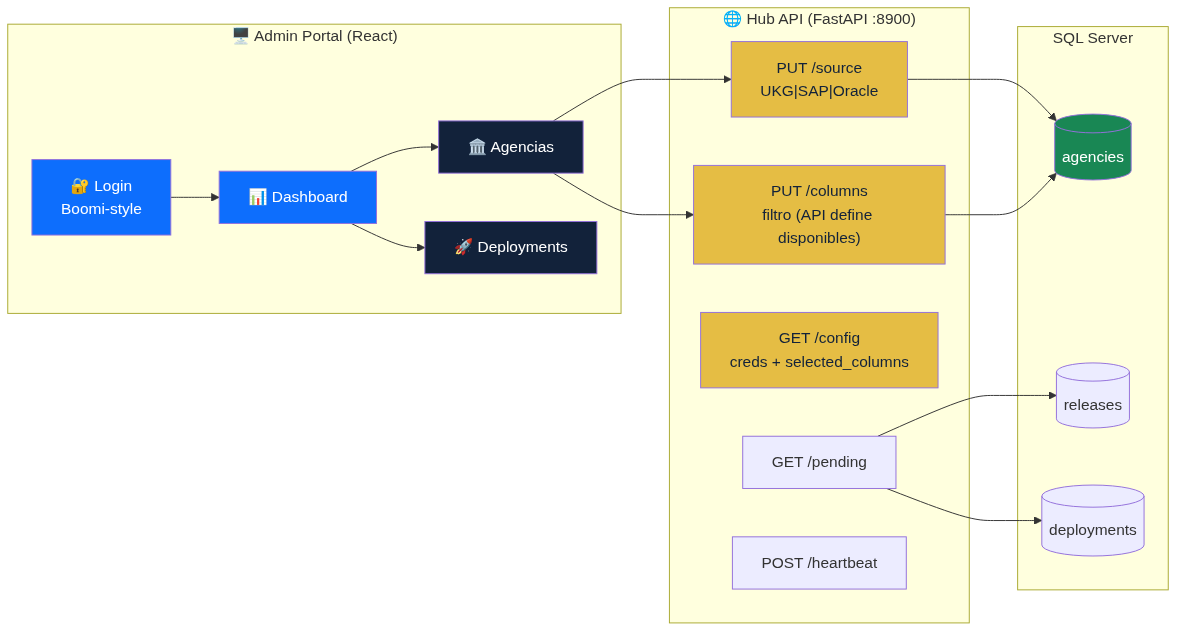 🖥️ Admin Portal (React)
🔐 Login
Boomi-style
📊 Dashboard
🏛️ Agencias
🚀 Deployments
🌐 Hub API (FastAPI :8900)
PUT /source
UKG|SAP|Oracle
PUT /columns
filtro (API define
disponibles)
GET /config
creds + selected_columns
GET /pending
POST /heartbeat
SQL Server
agencies
releases
deployments